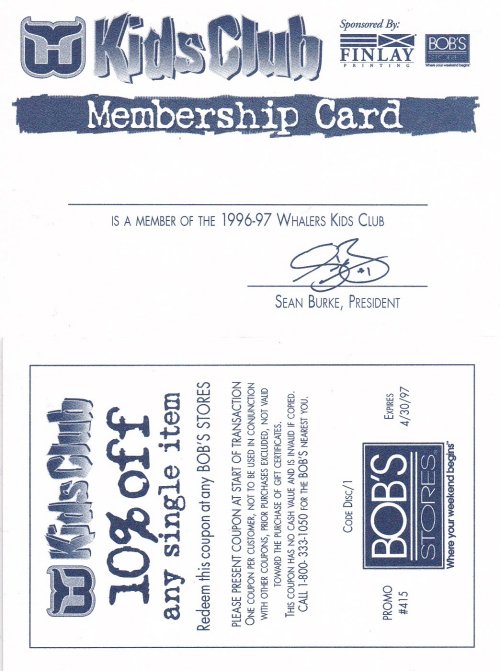 Kids Club
Sponsored By:
FINLAY
PRINTING
BOB'S
STORES
Where your weekend begins
Membership Card
IS A MEMBER OF THE 1996-97 WHALERS KIDS CLUB
#1
SEAN BURKE, PRESIDENT
Kids Club
10% off
any single item
Redeem this coupon at any BOB'S STORES
PLEASE PRESENT COUPON AT START OF TRANSACTION
ONE COUPON PER CUSTOMER, NOT TO BE USED IN CONJUNCTION
WITH OTHER COUPONS, PRIOR PURCHASES EXCLUDED, NOT VALID
TOWARD THE PURCHASE OF GIFT CERTIFICATES.
THIS COUPON HAS NO CASH VALUE AND IS INVALID IF COPIED.
CALL 1-800-333-1050 FOR THE BOB'S NEAREST YOU.
CODE DISC/1
EXPIRES
4/30/97
BOB'S
STORES
Where your weekend begins
PROMO
#415